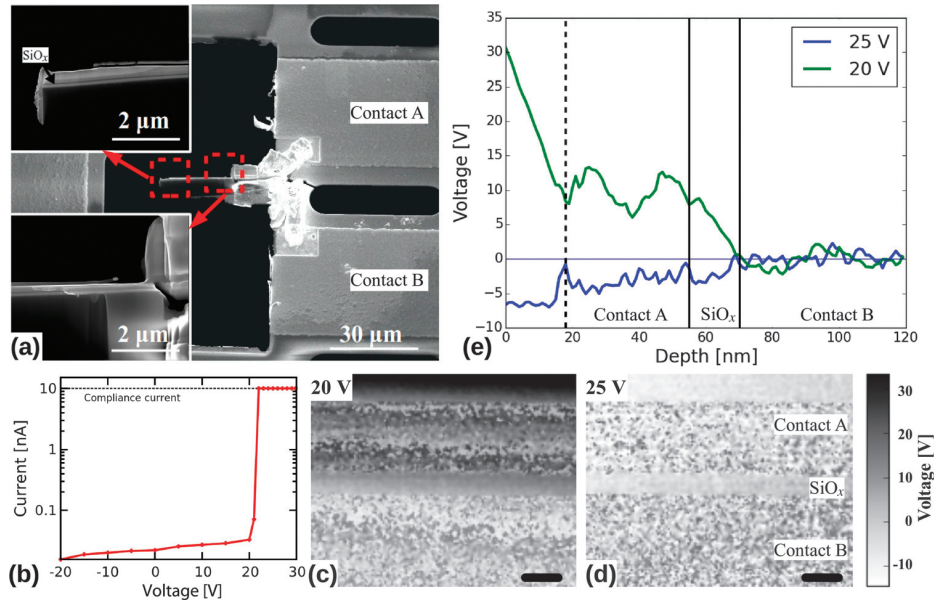 SiOₓ
2 μm
Contact A
Contact B
2 μm
30 μm
(a)
35
30
25
20
15
10
5
0
−5
−10
Voltage [V]
25 V
20 V
Contact A
SiOₓ
Contact B
0
20
40
60
80
100
120
Depth [nm]
(e)
10
1
0.1
Current [nA]
Compliance current
-20
-10
0
10
20
30
Voltage [V]
(b)
20 V
(c)
25 V
Contact A
SiOₓ
Contact B
(d)
30
20
10
0
−10
Voltage [V]